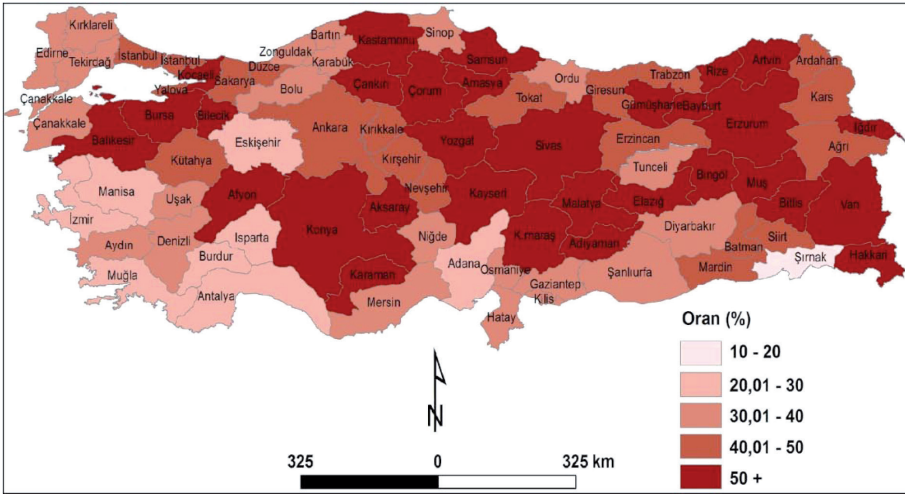 Kırklareli
Edirne
Tekirdağ
İstanbul
İstanbul
Kocaeli
Yalova
Sakarya
Düzce
Zonguldak
Bartın
Karabük
Kastamonu
Sinop
Samsun
Bolu
Çankırı
Çorum
Amasya
Ordu
Tokat
Giresun
Trabzon
Rize
Artvin
Ardahan
Kars
Gümüşhane
Bayburt
Erzurum
Iğdır
Ağrı
Çanakkale
Çanakkale
Bursa
Bilecik
Balıkesir
Eskişehir
Ankara
Kırıkkale
Yozgat
Sivas
Erzincan
Tunceli
Kütahya
Kırşehir
Manisa
Uşak
Afyon
Nevşehir
Kayseri
Malatya
Elazığ
Bingöl
Muş
Bitlis
Van
İzmir
Aksaray
Konya
Aydın
Denizli
Isparta
Burdur
Niğde
K.maraş
Adıyaman
Diyarbakır
Batman
Siirt
Şırnak
Hakkari
Muğla
Antalya
Karaman
Mersin
Adana
Osmaniye
Gaziantep
Kilis
Şanlıurfa
Mardin
Hatay
Oran (%)
10 - 20
20,01 - 30
30,01 - 40
40,01 - 50
50 +
N
325 0 325 km